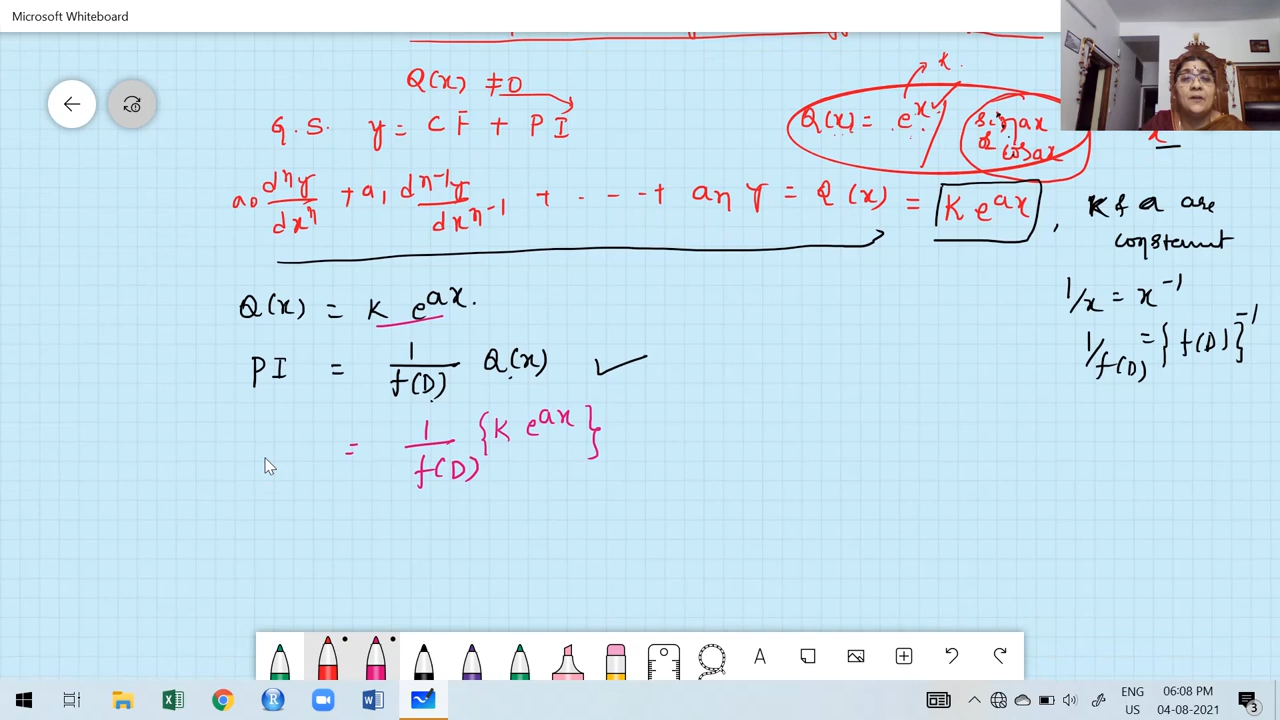 Microsoft Whiteboard
Q(x) ≠ 0
G.S. y = CF + PI
Q(x) = e^x / sin ax or cos ax
x
a₀ dⁿy/dxⁿ + a₁ dⁿ⁻¹y/dxⁿ⁻¹ + - - - + an y = Q(x) = K e^ax , K & a are
constant
Q(x) = K e^ax.
1/x = x^-1
PI = 1/f(D) Q(x)
1/f(D) = {f(D)}^-1
= 1/f(D) {K e^ax}
A
ENG
US
06:08 PM
04-08-2021
3